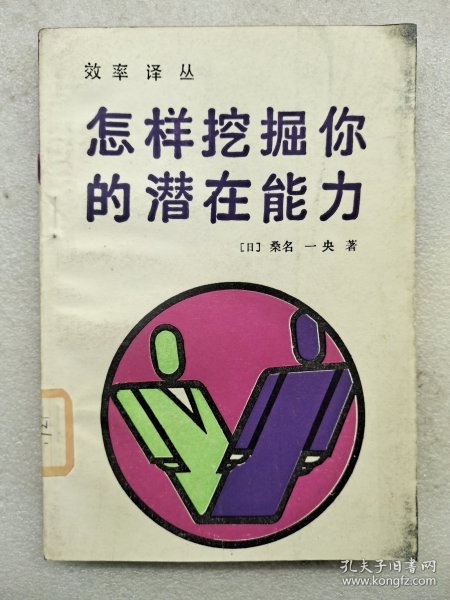 效率译丛
怎样挖掘你
的潜在能力
[日] 桑名 一央 著
孔夫子旧书网
www.kongfz.com